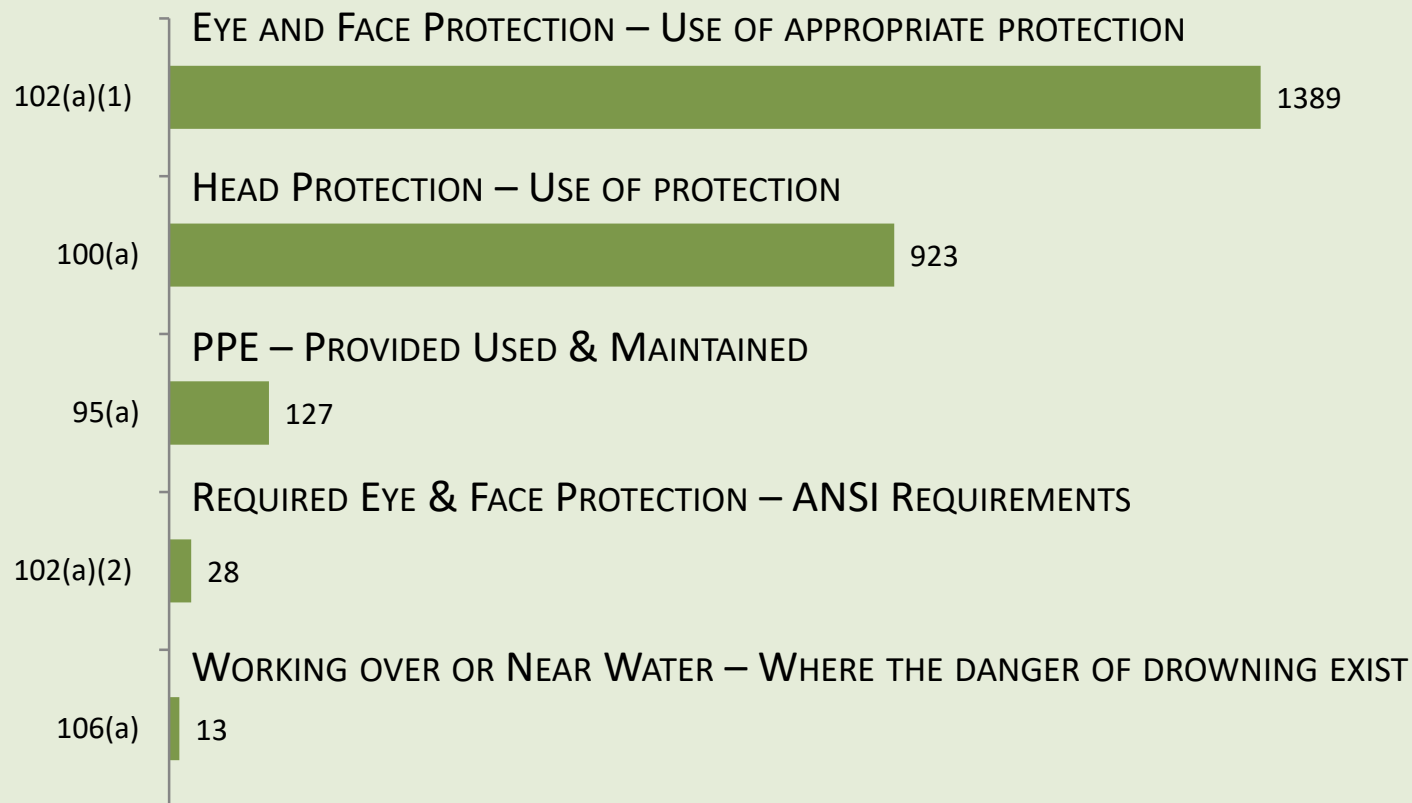 Eye and Face Protection – Use of appropriate protection
102(a)(1) 1389
Head Protection – Use of protection
100(a) 923
PPE – Provided Used & Maintained
95(a) 127
Required Eye & Face Protection – ANSI Requirements
102(a)(2) 28
Working over or Near Water – Where the danger of drowning exist
106(a) 13